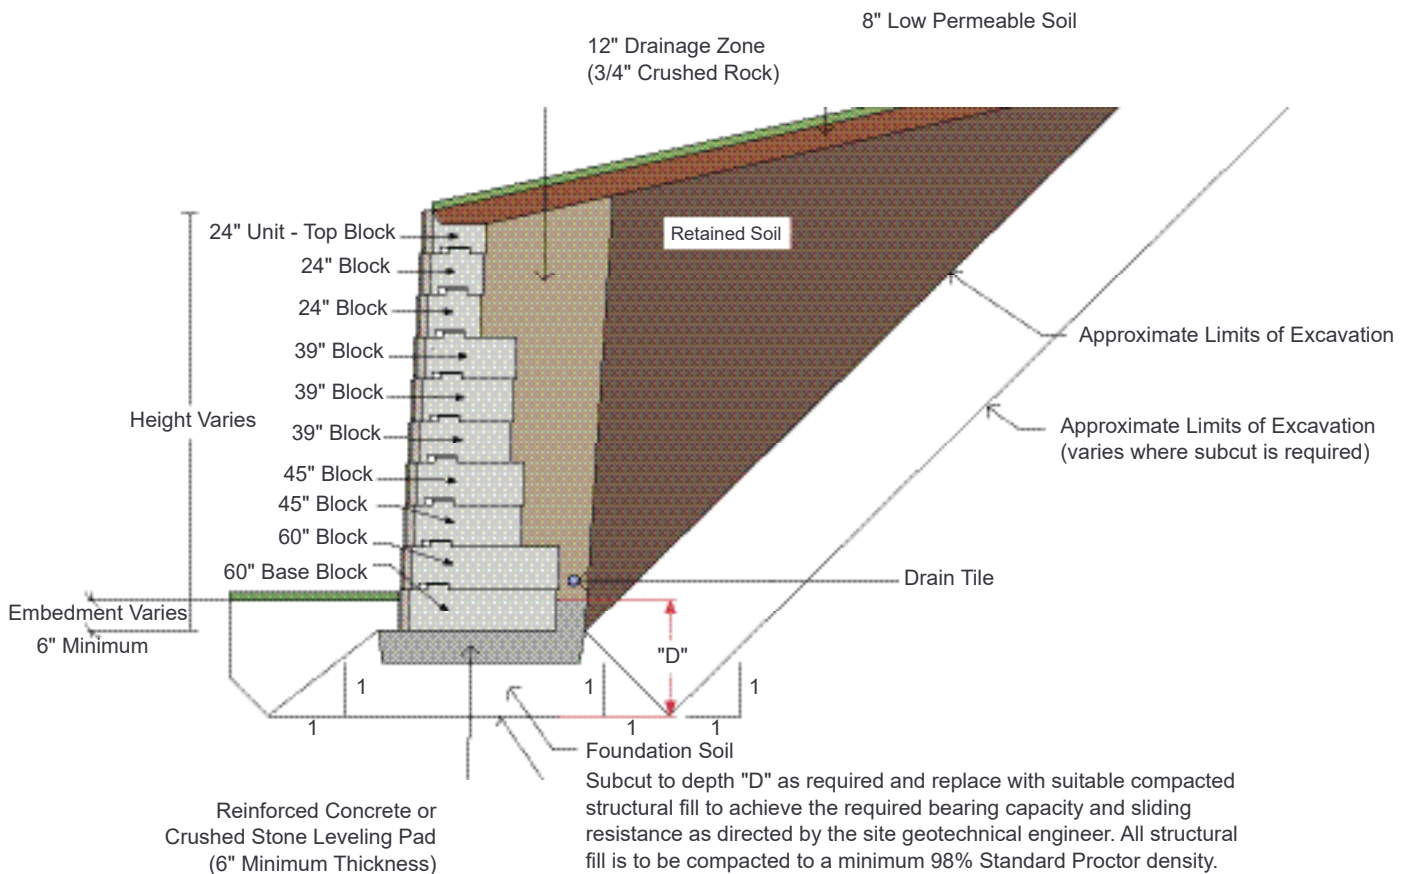 8" Low Permeable Soil
12" Drainage Zone
(3/4" Crushed Rock)
Retained Soil
24" Unit - Top Block
24" Block
24" Block
39" Block
39" Block
39" Block
45" Block
45" Block
60" Block
60" Base Block
Height Varies
Approximate Limits of Excavation
Approximate Limits of Excavation
(varies where subcut is required)
Drain Tile
Embedment Varies
6" Minimum
"D"
1
1
1
1
1
1
Foundation Soil
Subcut to depth "D" as required and replace with suitable compacted
structural fill to achieve the required bearing capacity and sliding
resistance as directed by the site geotechnical engineer. All structural
fill is to be compacted to a minimum 98% Standard Proctor density.
Reinforced Concrete or
Crushed Stone Leveling Pad
(6" Minimum Thickness)